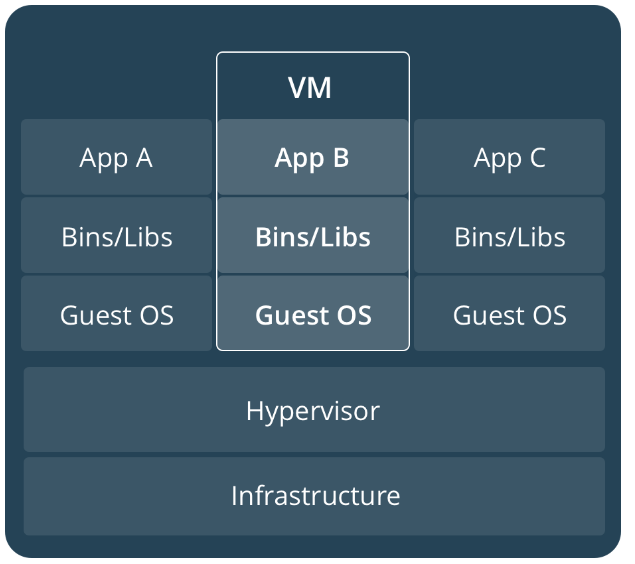 VM
App A
App B
App C
Bins/Libs
Bins/Libs
Bins/Libs
Guest OS
Guest OS
Guest OS
Hypervisor
Infrastructure